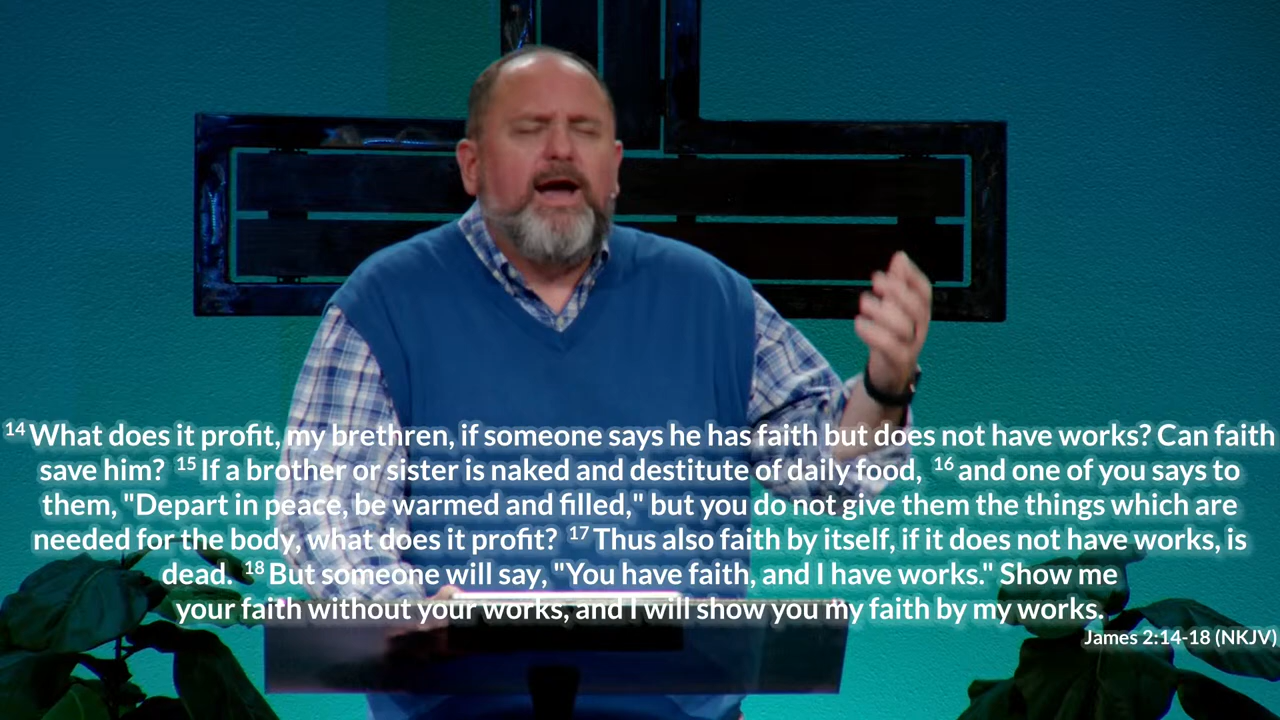 14 What does it profit, my brethren, if someone says he has faith but does not have works? Can faith
save him? 15 If a brother or sister is naked and destitute of daily food, 16 and one of you says to
them, "Depart in peace, be warmed and filled," but you do not give them the things which are
needed for the body, what does it profit? 17 Thus also faith by itself, if it does not have works, is
dead. 18 But someone will say, "You have faith, and I have works." Show me
your faith without your works, and I will show you my faith by my works.
James 2:14-18 (NKJV)